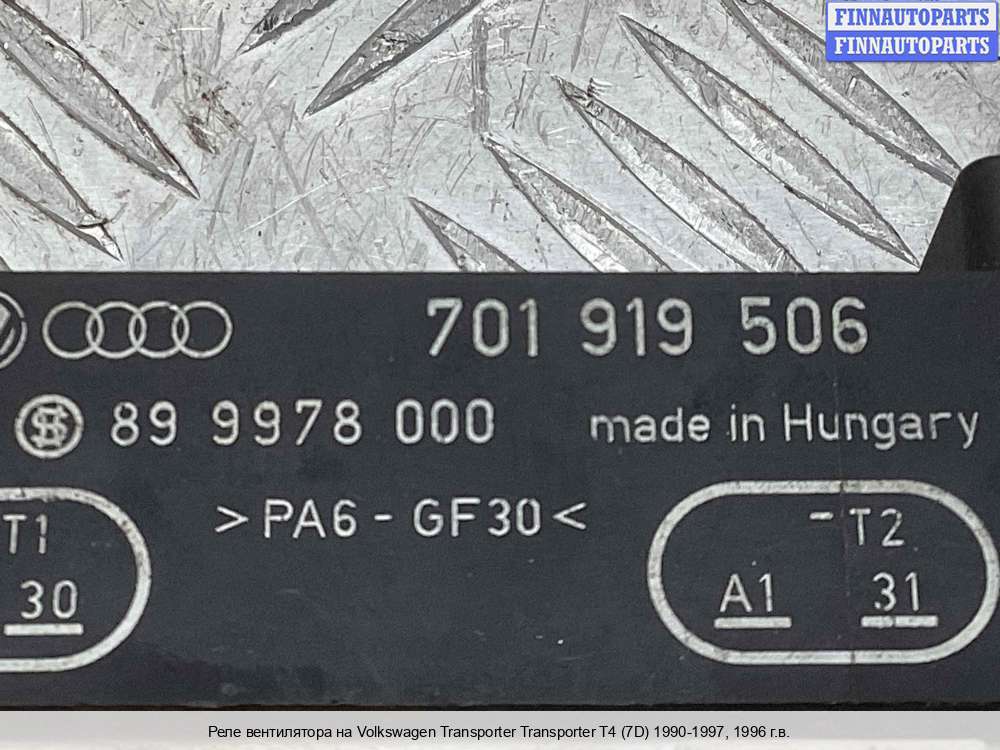 FINNAUTOPARTS
FINNAUTOPARTS
701 919 506
89 9978 000 made in Hungary
>PA6-GF30<
T1
30
- T2
A1 31
Реле вентилятора на Volkswagen Transporter Transporter T4 (7D) 1990-1997, 1996 г.в.